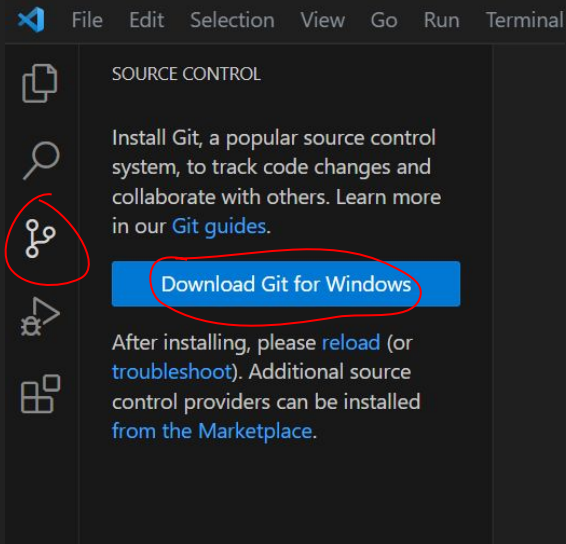 File Edit Selection View Go Run Terminal
SOURCE CONTROL
Install Git, a popular source control
system, to track code changes and
collaborate with others. Learn more
in our Git guides.
Download Git for Windows
After installing, please reload (or
troubleshoot). Additional source
control providers can be installed
from the Marketplace.